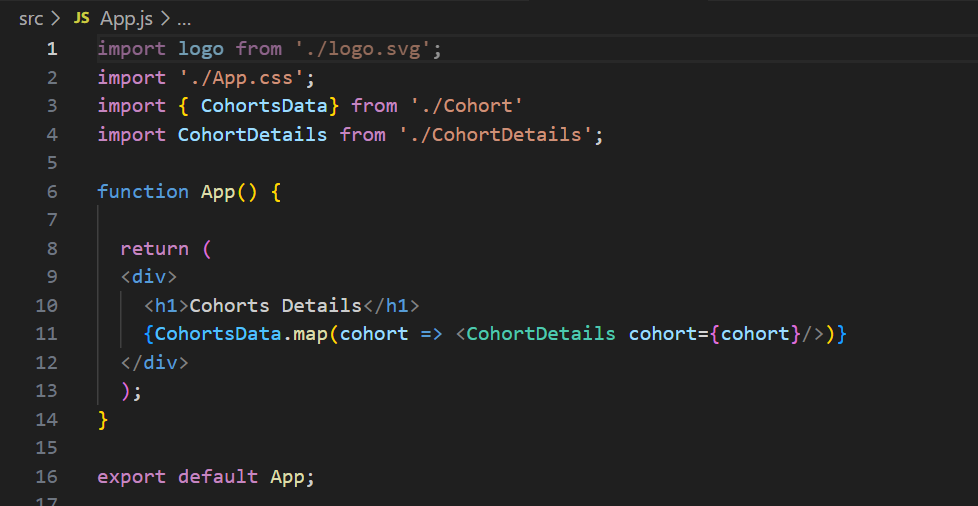 src > JS App.js > ...
1 import logo from './logo.svg';
2 import './App.css';
3 import { CohortsData} from './Cohort'
4 import CohortDetails from './CohortDetails';
5
6 function App() {
7
8 return (
9 <div>
10 <h1>Cohorts Details</h1>
11 {CohortsData.map(cohort => <CohortDetails cohort={cohort}/>)}
12 </div>
13 );
14 }
15
16 export default App;
17